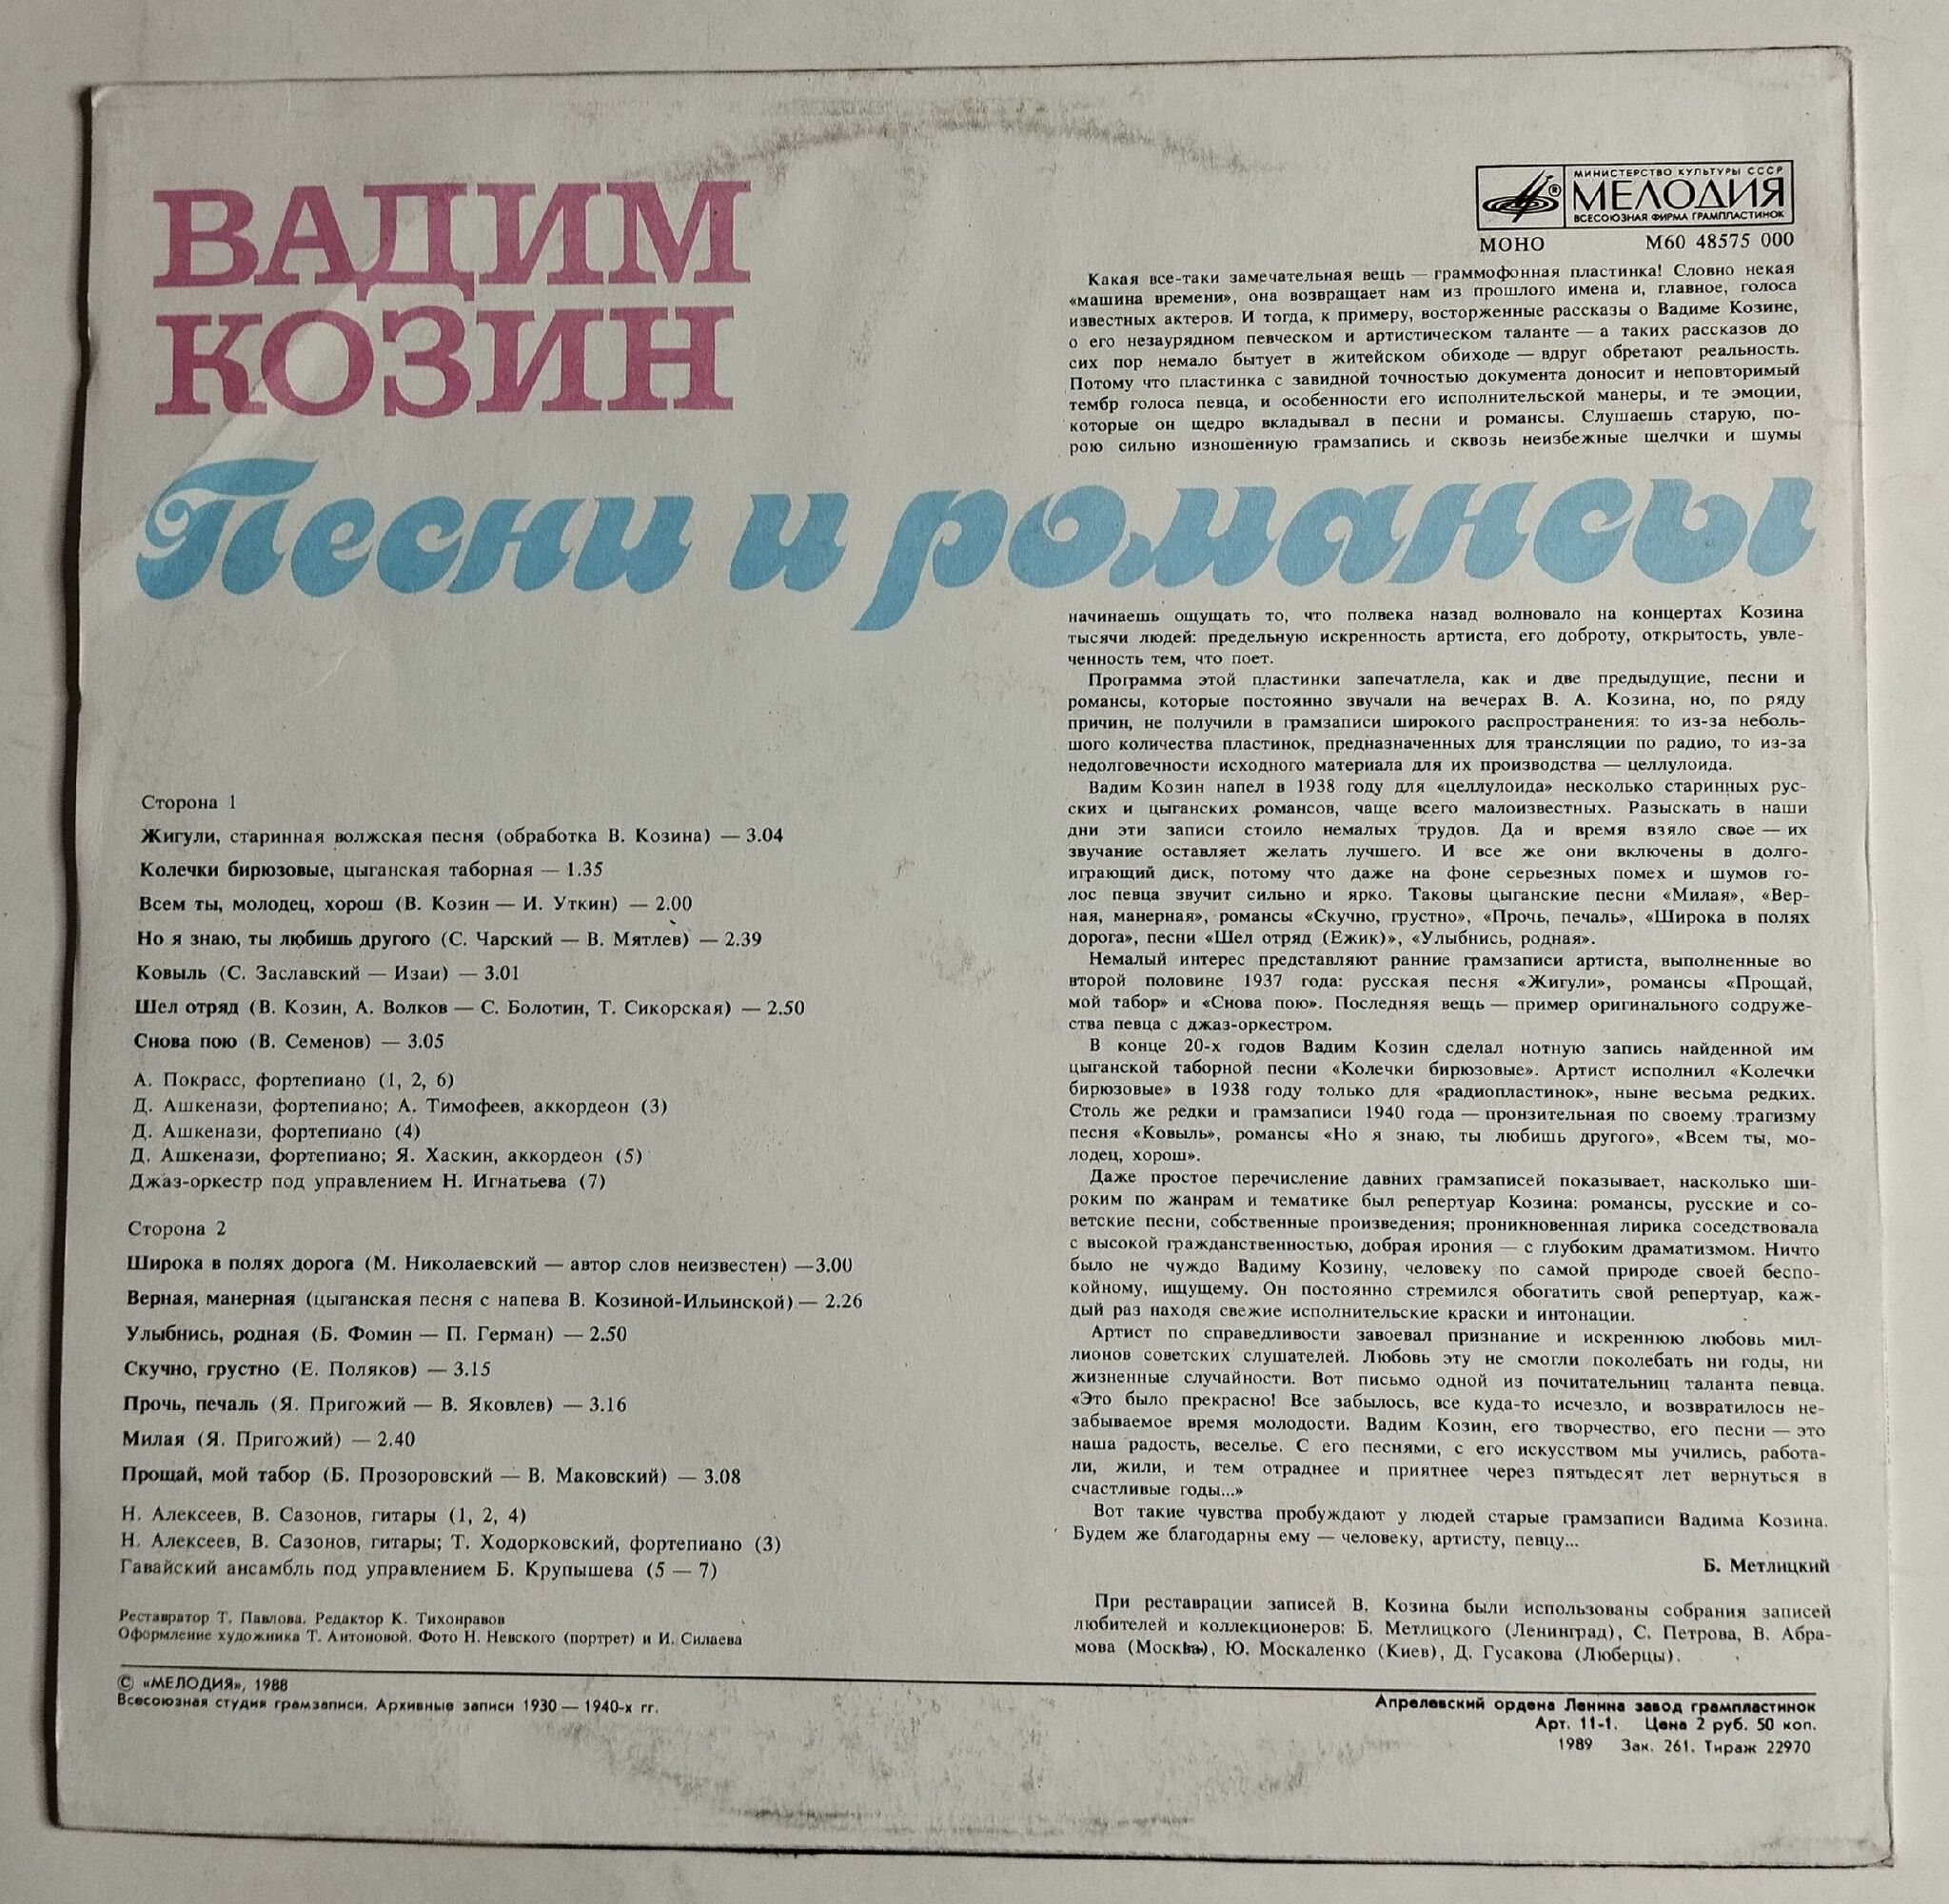 ВАДИМ
КОЗИН
Песни и романсы
МИНИСТЕРСТВО КУЛЬТУРЫ СССР
МЕЛОДИЯ
ВСЕСОЮЗНАЯ ФИРМА ГРАМПЛАСТИНОК
МОНО М60 48575 000
Какая все-таки замечательная вещь — граммофонная пластинка! Словно некая
«машина времени», она возвращает нам из прошлого имена и, главное, голоса
известных актеров. И тогда, к примеру, восторженные рассказы о Вадиме Козине,
о его незаурядном певческом и артистическом таланте — а таких рассказов до
сих пор немало бытует в житейском обиходе — вдруг обретают реальность.
Потому что пластинка с завидной точностью документа доносит и неповторимый
тембр голоса певца, и особенности его исполнительской манеры, и те эмоции,
которые он щедро вкладывал в песни и романсы. Слушаешь старую, по-
рою сильно изношенную грамзапись и сквозь неизбежные щелчки и шумы
начинаешь ощущать то, что полвека назад волновало на концертах Козина
тысячи людей: предельную искренность артиста, его доброту, открытость, увле-
ченность тем, что поет.
Программа этой пластинки запечатлела, как и две предыдущие, песни и
романсы, которые постоянно звучали на вечерах В. А. Козина, но, по ряду
причин, не получили в грамзаписи широкого распространения: то из-за неболь-
шого количества пластинок, предназначенных для трансляции по радио, то из-за
недолговечности исходного материала для их производства — целлулоида.
Вадим Козин напел в 1938 году для «целлулоида» несколько старинных рус-
ских и цыганских романсов, чаще всего малоизвестных. Разыскать в наши
дни эти записи стоило немалых трудов. Да и время взяло свое — их
звучание оставляет желать лучшего. И все же они включены в долго-
играющий диск, потому что даже на фоне серьезных помех и шумов го-
лос певца звучит сильно и ярко. Таковы цыганские песни «Милая», «Вер-
ная, манерная», романсы «Скучно, грустно», «Прочь, печаль», «Широка в полях
дорога», песни «Шел отряд (Ежик)», «Улыбнись, родная».
Немалый интерес представляют ранние грамзаписи артиста, выполненные во
второй половине 1937 года: русская песня «Жигули», романсы «Прощай,
мой табор» и «Снова пою». Последняя вещь — пример оригинального содруже-
ства певца с джаз-оркестром.
В конце 20-х годов Вадим Козин сделал нотную запись найденной им
цыганской таборной песни «Колечки бирюзовые». Артист исполнил «Колечки
бирюзовые» в 1938 году только для «радиопластинок», ныне весьма редких.
Столь же редки и грамзаписи 1940 года — пронзительная по своему трагизму
песня «Ковыль», романсы «Но я знаю, ты любишь другого», «Всем ты, мо-
лодец, хорош».
Даже простое перечисление давних грамзаписей показывает, насколько ши-
роким по жанрам и тематике был репертуар Козина: романсы, русские и со-
ветские песни, собственные произведения; проникновенная лирика соседствовала
с высокой гражданственностью, добрая ирония — с глубоким драматизмом. Ничто
было не чуждо Вадиму Козину, человеку по самой природе своей беспо-
койному, ищущему. Он постоянно стремился обогатить свой репертуар, каж-
дый раз находя свежие исполнительские краски и интонации.
Артист по справедливости завоевал признание и искреннюю любовь мил-
лионов советских слушателей. Любовь эту не смогли поколебать ни годы, ни
жизненные случайности. Вот письмо одной из почитательниц таланта певца.
«Это было прекрасно! Все забылось, все куда-то исчезло, и возвратилось не-
забываемое время молодости. Вадим Козин, его творчество, его песни — это
наша радость, веселье. С его песнями, с его искусством мы учились, работа-
ли, жили, и тем отраднее и приятнее через пятьдесят лет вернуться в
счастливые годы...»
Вот такие чувства пробуждают у людей старые грамзаписи Вадима Козина.
Будем же благодарны ему — человеку, артисту, певцу...
Б. Метлицкий
При реставрации записей В. Козина были использованы собрания записей
любителей и коллекционеров: Б. Метлицкого (Ленинград), С. Петрова, В. Абра-
мова (Москва), Ю. Москаленко (Киев), Д. Гусакова (Люберцы).
Сторона 1
Жигули, старинная волжская песня (обработка В. Козина) — 3.04
Колечки бирюзовые, цыганская таборная — 1.35
Всем ты, молодец, хорош (В. Козин — И. Уткин) — 2.00
Но я знаю, ты любишь другого (С. Чарский — В. Мятлев) — 2.39
Ковыль (С. Заславский — Изаи) — 3.01
Шел отряд (В. Козин, А. Волков — С. Болотин, Т. Сикорская) — 2.50
Снова пою (В. Семенов) — 3.05
А. Покрасс, фортепиано (1, 2, 6)
Д. Ашкенази, фортепиано; А. Тимофеев, аккордеон (3)
Д. Ашкенази, фортепиано (4)
Д. Ашкенази, фортепиано; Я. Хаскин, аккордеон (5)
Джаз-оркестр под управлением Н. Игнатьева (7)
Сторона 2
Широка в полях дорога (М. Николаевский — автор слов неизвестен) —3.00
Верная, манерная (цыганская песня с напева В. Козиной-Ильинской) — 2.26
Улыбнись, родная (Б. Фомин — П. Герман) — 2.50
Скучно, грустно (Е. Поляков) — 3.15
Прочь, печаль (Я. Пригожий — В. Яковлев) — 3.16
Милая (Я. Пригожий) — 2.40
Прощай, мой табор (Б. Прозоровский — В. Маковский) — 3.08
Н. Алексеев, В. Сазонов, гитары (1, 2, 4)
Н. Алексеев, В. Сазонов, гитары; Т. Ходорковский, фортепиано (3)
Гавайский ансамбль под управлением Б. Крупышева (5 — 7)
Реставратор Т. Павлова. Редактор К. Тихонравов
Оформление художника Т. Антоновой. Фото Н. Невского (портрет) и И. Силаева
© «МЕЛОДИЯ», 1988
Всесоюзная студия грамзаписи. Архивные записи 1930 — 1940-х гг.
Апрелевский ордена Ленина завод грампластинок
Арт. 11-1. Цена 2 руб. 50 коп.
1989 Зак. 261. Тираж 22970